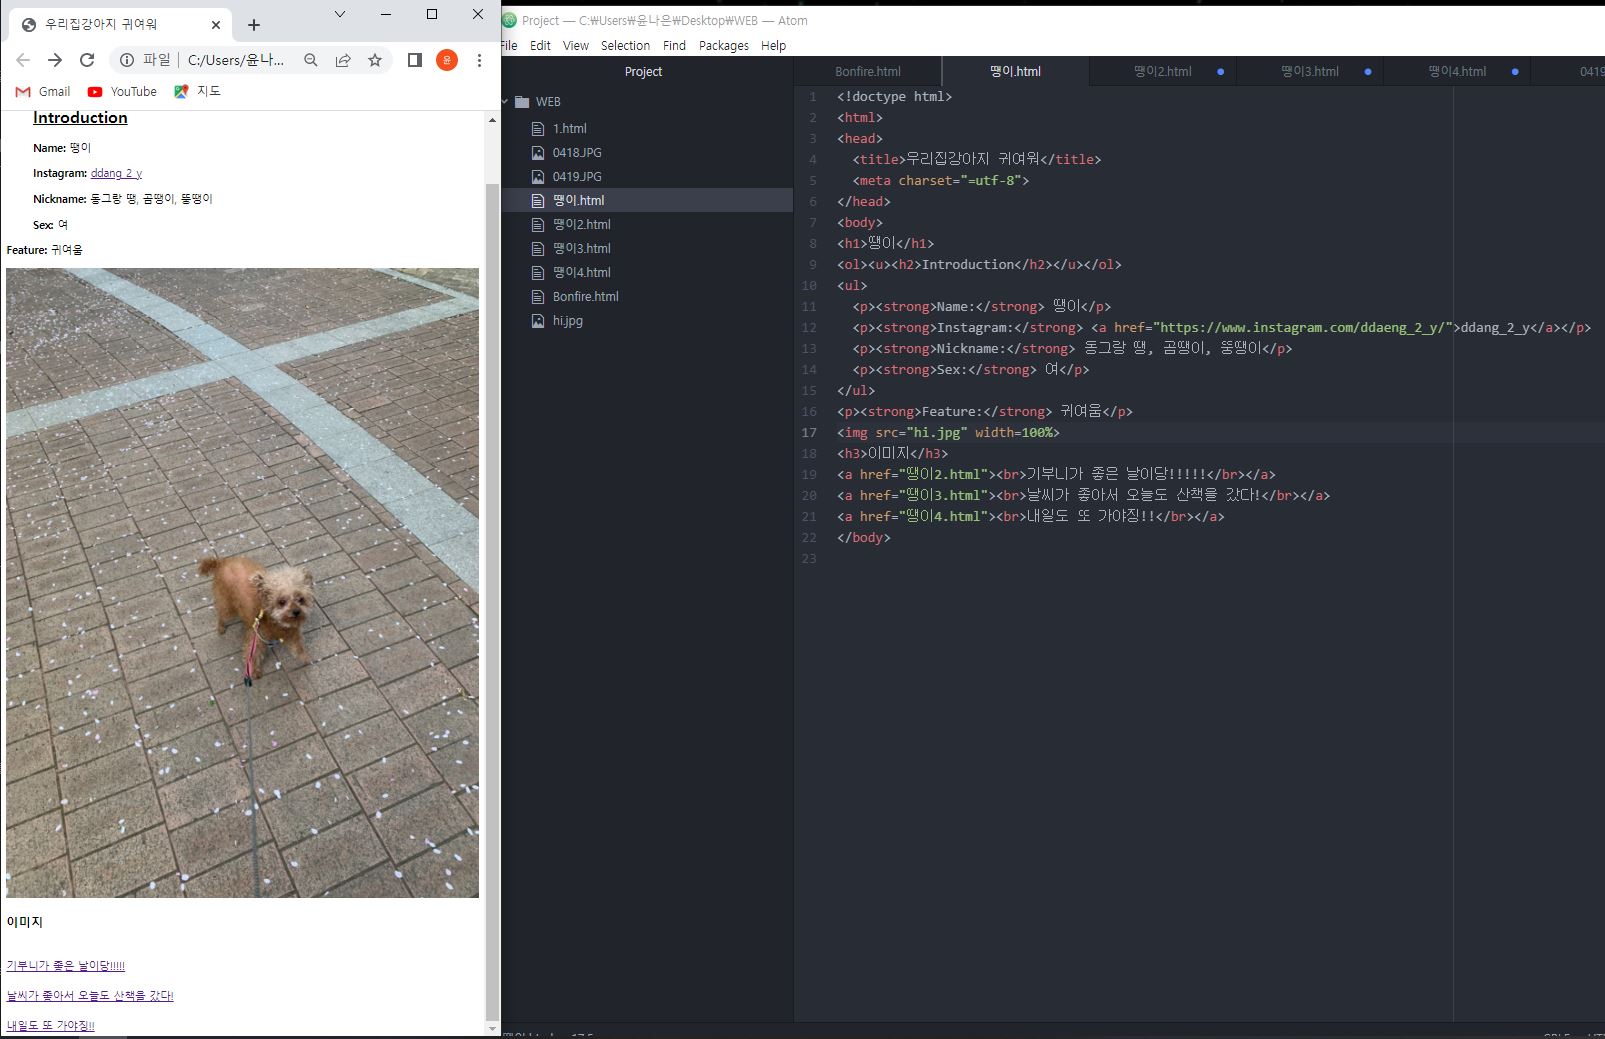 우리집강아지 귀여워
파일 C:/Users/윤나...
윤
Gmail YouTube 지도
Introduction
Name: 땡이
Instagram: ddang_2_y
Nickname: 동그랑 땡, 곰땡이, 뚱땡이
Sex: 여
Feature: 귀여움
이미지
기부니가 좋은 날이당!!!!!
날씨가 좋아서 오늘도 산책을 갔다!
내일도 또 가야징!!
Project — C:₩Users₩윤나은₩Desktop₩WEB — Atom
File Edit View Selection Find Packages Help
Project
WEB
1.html
0418.JPG
0419.JPG
땡이.html
땡이2.html
땡이3.html
땡이4.html
Bonfire.html
hi.jpg
Bonfire.html 땡이.html 땡이2.html 땡이3.html 땡이4.html 0419
1 <!doctype html>
2 <html>
3 <head>
4 <title>우리집강아지 귀여워</title>
5 <meta charset="=utf-8">
6 </head>
7 <body>
8 <h1>땡이</h1>
9 <ol><u><h2>Introduction</h2></u></ol>
10 <ul>
11 <p><strong>Name:</strong> 땡이</p>
12 <p><strong>Instagram:</strong> <a href="https://www.instagram.com/ddaeng_2_y/">ddang_2_y</a></p>
13 <p><strong>Nickname:</strong> 동그랑 땡, 곰땡이, 뚱땡이</p>
14 <p><strong>Sex:</strong> 여</p>
15 </ul>
16 <p><strong>Feature:</strong> 귀여움</p>
17 <img src="hi.jpg" width=100%>
18 <h3>이미지</h3>
19 <a href="땡이2.html"><br>기부니가 좋은 날이당!!!!!</br></a>
20 <a href="땡이3.html"><br>날씨가 좋아서 오늘도 산책을 갔다!</br></a>
21 <a href="땡이4.html"><br>내일도 또 가야징!!</br></a>
22 </body>
23